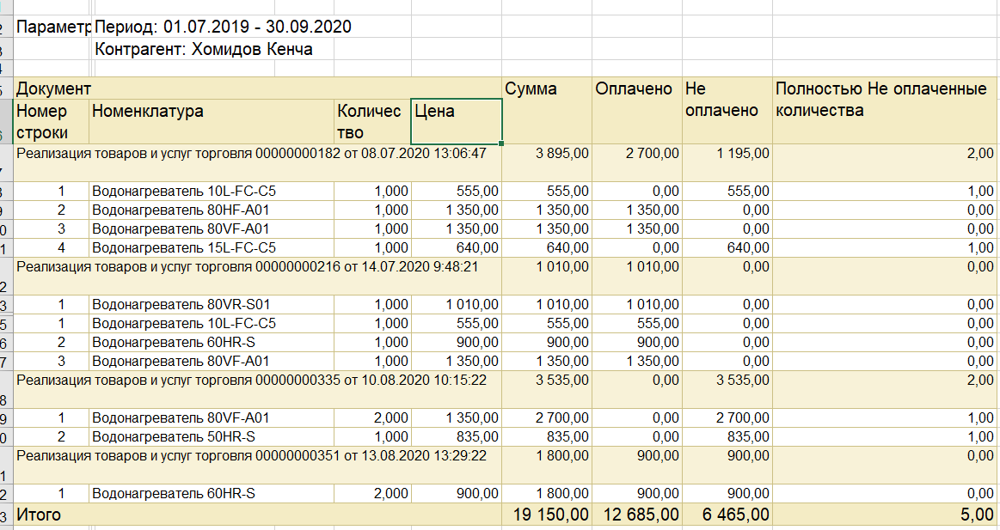 Параметр Период: 01.07.2019 - 30.09.2020
Контрагент: Хомидов Кенча
Документ Сумма Оплачено Не оплачено Полностью Не оплаченные количества
Номер строки Номенклатура Количество Цена
Реализация товаров и услуг торговля 00000000182 от 08.07.2020 13:06:47 3 895,00 2 700,00 1 195,00 2,00
1 Водонагреватель 10L-FC-C5 1,000 555,00 555,00 0,00 555,00 1,00
2 Водонагреватель 80HF-A01 1,000 1 350,00 1 350,00 1 350,00 0,00 0,00
3 Водонагреватель 80VF-A01 1,000 1 350,00 1 350,00 1 350,00 0,00 0,00
4 Водонагреватель 15L-FC-C5 1,000 640,00 640,00 0,00 640,00 1,00
Реализация товаров и услуг торговля 00000000216 от 14.07.2020 9:48:21 1 010,00 1 010,00 0,00 0,00
1 Водонагреватель 80VR-S01 1,000 1 010,00 1 010,00 1 010,00 0,00 0,00
1 Водонагреватель 10L-FC-C5 1,000 555,00 555,00 555,00 0,00 0,00
2 Водонагреватель 60HR-S 1,000 900,00 900,00 900,00 0,00 0,00
3 Водонагреватель 80VF-A01 1,000 1 350,00 1 350,00 1 350,00 0,00 0,00
Реализация товаров и услуг торговля 00000000335 от 10.08.2020 10:15:22 3 535,00 0,00 3 535,00 2,00
1 Водонагреватель 80VF-A01 2,000 1 350,00 2 700,00 0,00 2 700,00 1,00
2 Водонагреватель 50HR-S 1,000 835,00 835,00 0,00 835,00 1,00
Реализация товаров и услуг торговля 00000000351 от 13.08.2020 13:29:22 1 800,00 900,00 900,00 0,00
1 Водонагреватель 60HR-S 2,000 900,00 1 800,00 900,00 900,00 0,00
Итого 19 150,00 12 685,00 6 465,00 5,00